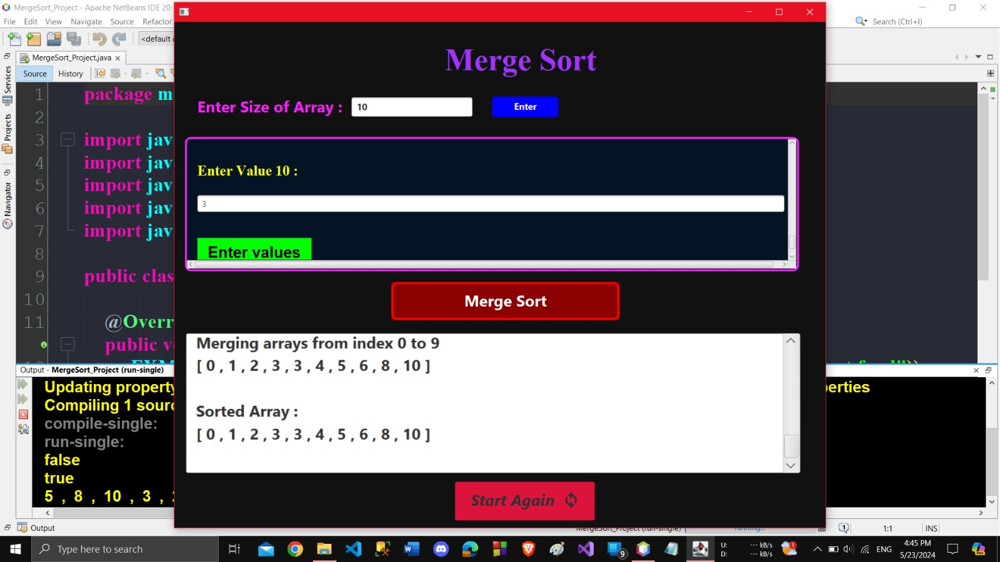 MergeSort_Project - Apache NetBeans IDE 20
File Edit View Navigate Source Refactor
Search (Ctrl+I)
<default
MergeSort_Project.java
Source History
Services
Projects
Navigator
1 package m
2
3 import jav
4 import jav
5 import jav
6 import jav
7 import jav
8
9 public clas
10
11 @Overr
public v
Merge Sort
Enter Size of Array : 10 Enter
Enter Value 10 :
3
Enter values
Merge Sort
Merging arrays from index 0 to 9
[ 0 , 1 , 2 , 3 , 3 , 4 , 5 , 6 , 8 , 10 ]
Sorted Array :
[ 0 , 1 , 2 , 3 , 3 , 4 , 5 , 6 , 8 , 10 ]
Start Again
Output - MergeSort_Project (run-single)
Updating property
erties
Compiling 1 sourc
compile-single:
run-single:
false
true
5 , 8 , 10 , 3 ,
Output
MergeSort_Project (run-single) running...
1
1:1 INS
Type here to search
9
U: --- kB/s
D: --- kB/s
1
ENG
4:45 PM
5/23/2024
PRE